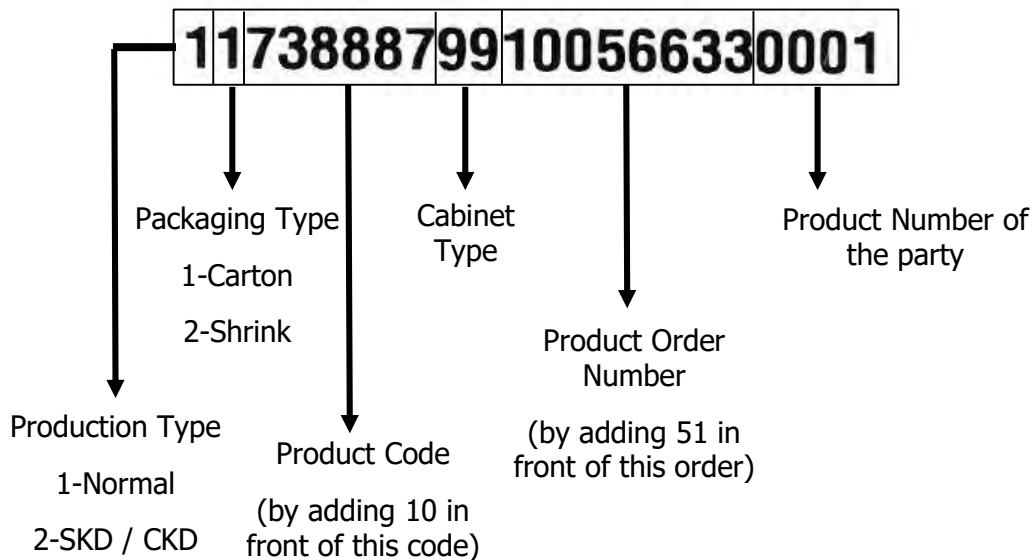 11738887991005663300​01
Packaging Type
1-Carton
2-Shrink
Cabinet
Type
Product Number of
the party
Product Order
Number
(by adding 51 in
front of this order)
Production Type
1-Normal
2-SKD / CKD
Product Code
(by adding 10 in
front of this code)